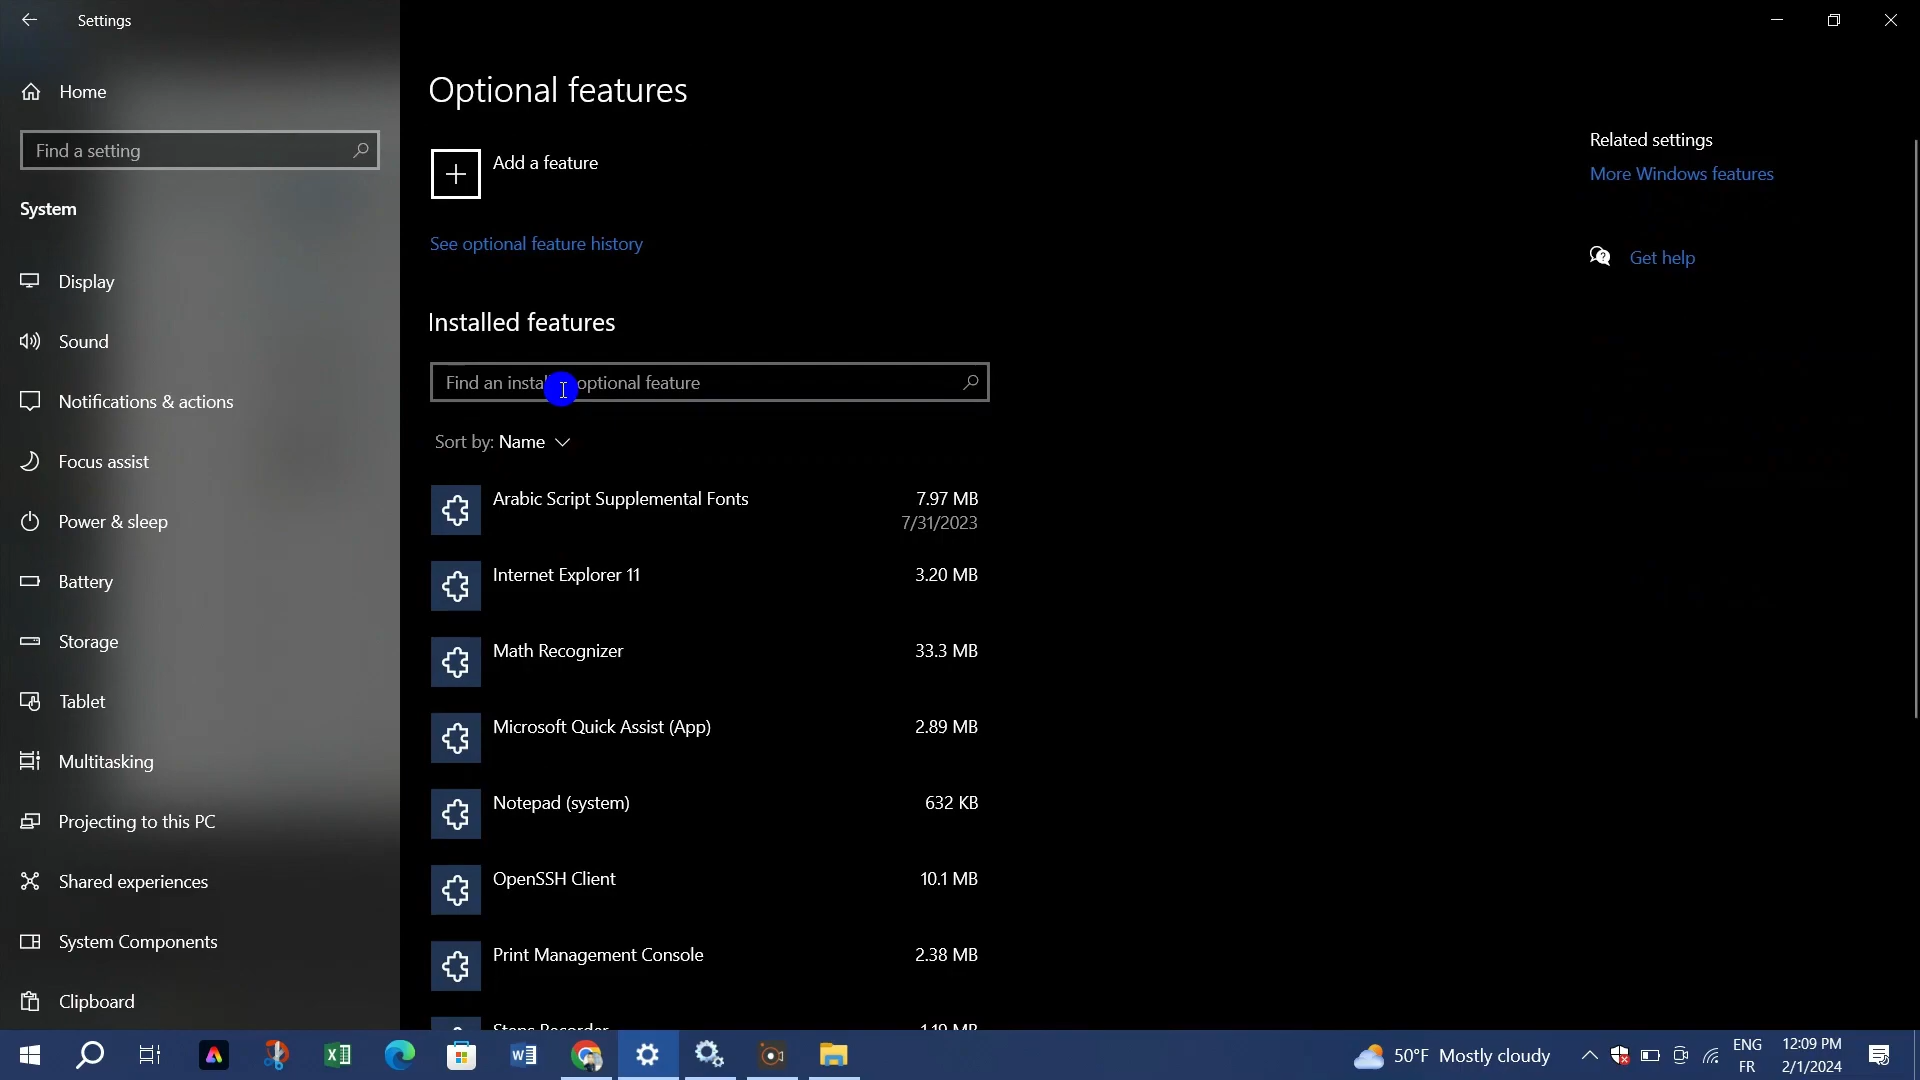 Settings
Home
Find a setting
System
Display
Sound
Notifications & actions
Focus assist
Power & sleep
Battery
Storage
Tablet
Multitasking
Projecting to this PC
Shared experiences
System Components
Clipboard
Optional features
Add a feature
See optional feature history
Installed features
Find an insta optional feature
Sort by: Name
Arabic Script Supplemental Fonts 7.97 MB
7/31/2023
Internet Explorer 11 3.20 MB
Math Recognizer 33.3 MB
Microsoft Quick Assist (App) 2.89 MB
Notepad (system) 632 KB
OpenSSH Client 10.1 MB
Print Management Console 2.38 MB
Steps Recorder 1.19 MB
Related settings
More Windows features
Get help
50°F Mostly cloudy
ENG
FR
12:09 PM
2/1/2024